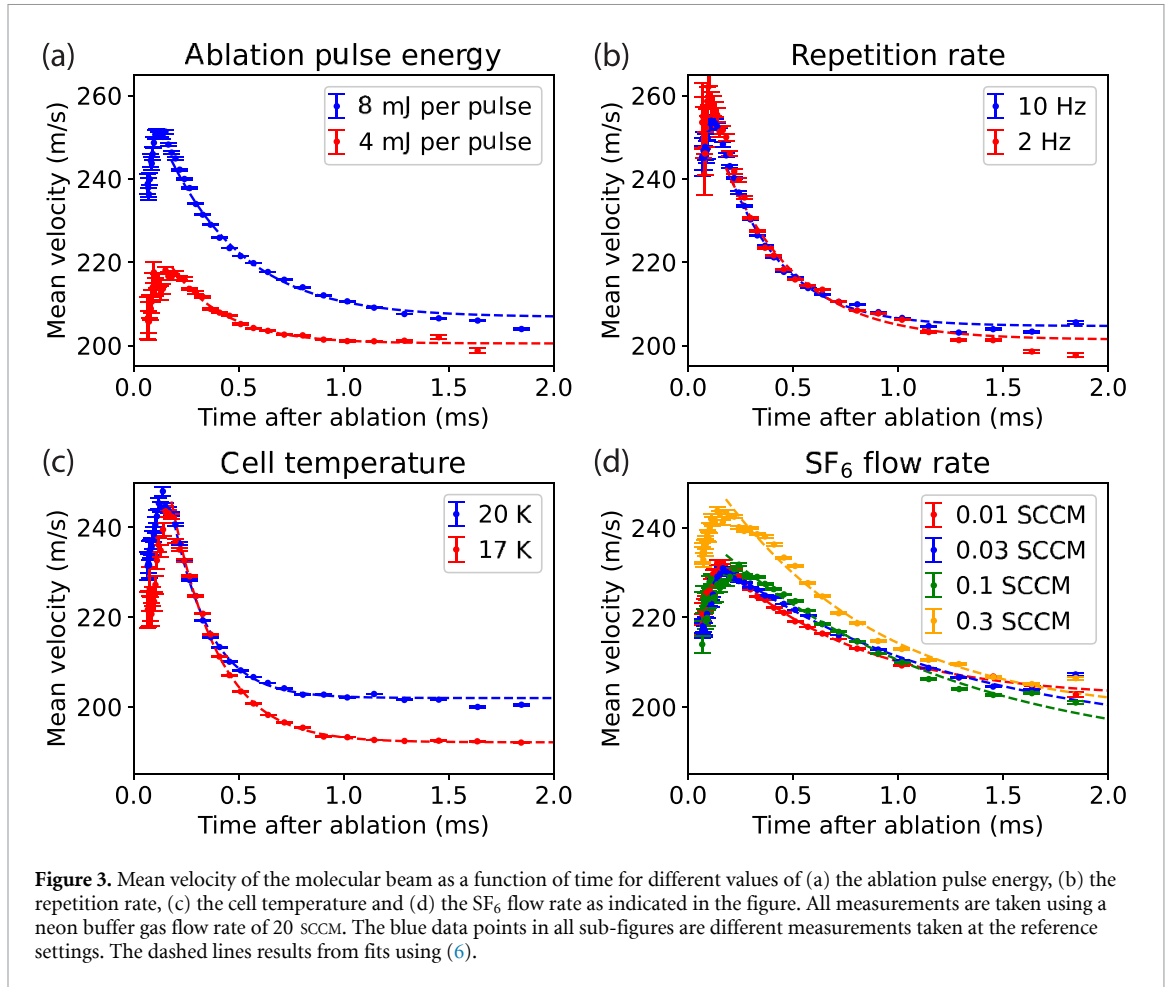 (a)
Ablation pulse energy
260
240
220
200
Mean velocity (m/s)
8 mJ per pulse
4 mJ per pulse
0.0 0.5 1.0 1.5 2.0
Time after ablation (ms)
(b)
Repetition rate
260
240
220
200
Mean velocity (m/s)
10 Hz
2 Hz
0.0 0.5 1.0 1.5 2.0
Time after ablation (ms)
(c)
Cell temperature
240
220
200
Mean velocity (m/s)
20 K
17 K
0.0 0.5 1.0 1.5 2.0
Time after ablation (ms)
(d)
SF₆ flow rate
240
220
200
Mean velocity (m/s)
0.01 SCCM
0.03 SCCM
0.1 SCCM
0.3 SCCM
0.0 0.5 1.0 1.5 2.0
Time after ablation (ms)
Figure 3. Mean velocity of the molecular beam as a function of time for different values of (a) the ablation pulse energy, (b) the
repetition rate, (c) the cell temperature and (d) the SF₆ flow rate as indicated in the figure. All measurements are taken using a
neon buffer gas flow rate of 20 SCCM. The blue data points in all sub-figures are different measurements taken at the reference
settings. The dashed lines results from fits using (6).